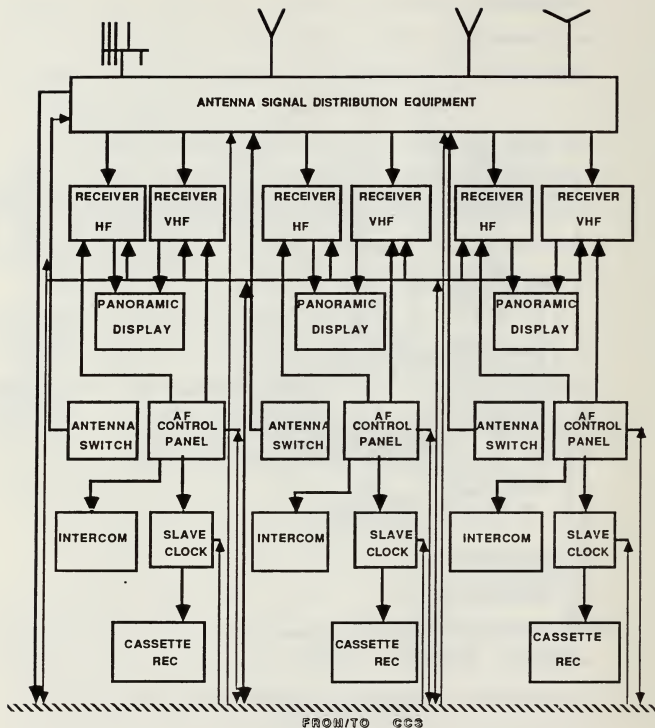 ANTENNA SIGNAL DISTRIBUTION EQUIPMENT
RECEIVER
HF
RECEIVER
VHF
RECEIVER
HF
RECEIVER
VHF
RECEIVER
HF
RECEIVER
VHF
PANORAMIC
DISPLAY
PANORAMIC
DISPLAY
PANORAMIC
DISPLAY
ANTENNA
SWITCH
AF
CONTROL
PANEL
ANTENNA
SWITCH
AF
CONTROL
PANEL
ANTENNA
SWITCH
AF
CONTROL
PANEL
INTERCOM
SLAVE
CLOCK
INTERCOM
SLAVE
CLOCK
INTERCOM
SLAVE
CLOCK
CASSETTE
REC
CASSETTE
REC
CASSETTE
REC
FROM/TO CCS